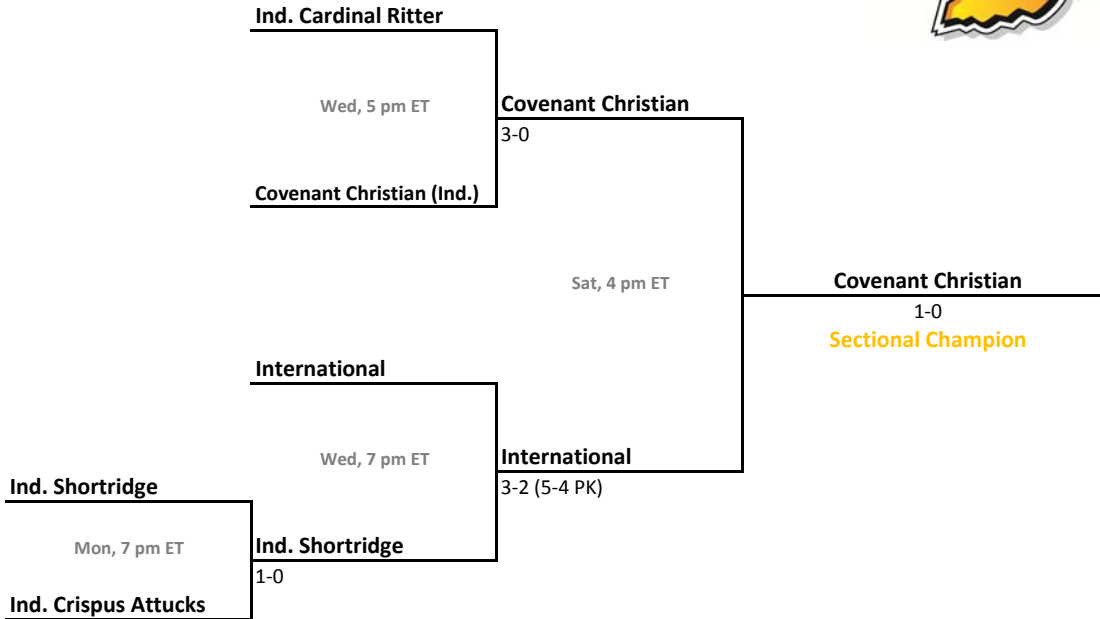 Ind. Cardinal Ritter
Wed, 5 pm ET
Covenant Christian
3-0
Covenant Christian (Ind.)
Sat, 4 pm ET
Covenant Christian
1-0
Sectional Champion
International
Wed, 7 pm ET
International
3-2 (5-4 PK)
Ind. Shortridge
Mon, 7 pm ET
Ind. Shortridge
1-0
Ind. Crispus Attucks